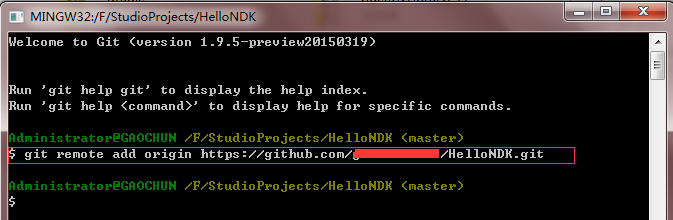 MINGW32:/F/StudioProjects/HelloNDK
Welcome to Git (version 1.9.5-preview20150319)
Run 'git help git' to display the help index.
Run 'git help <command>' to display help for specific commands.
Administrator@GAOCHUN /F/StudioProjects/HelloNDK (master)
$ git remote add origin https://github.com/ /HelloNDK.git
Administrator@GAOCHUN /F/StudioProjects/HelloNDK (master)
$